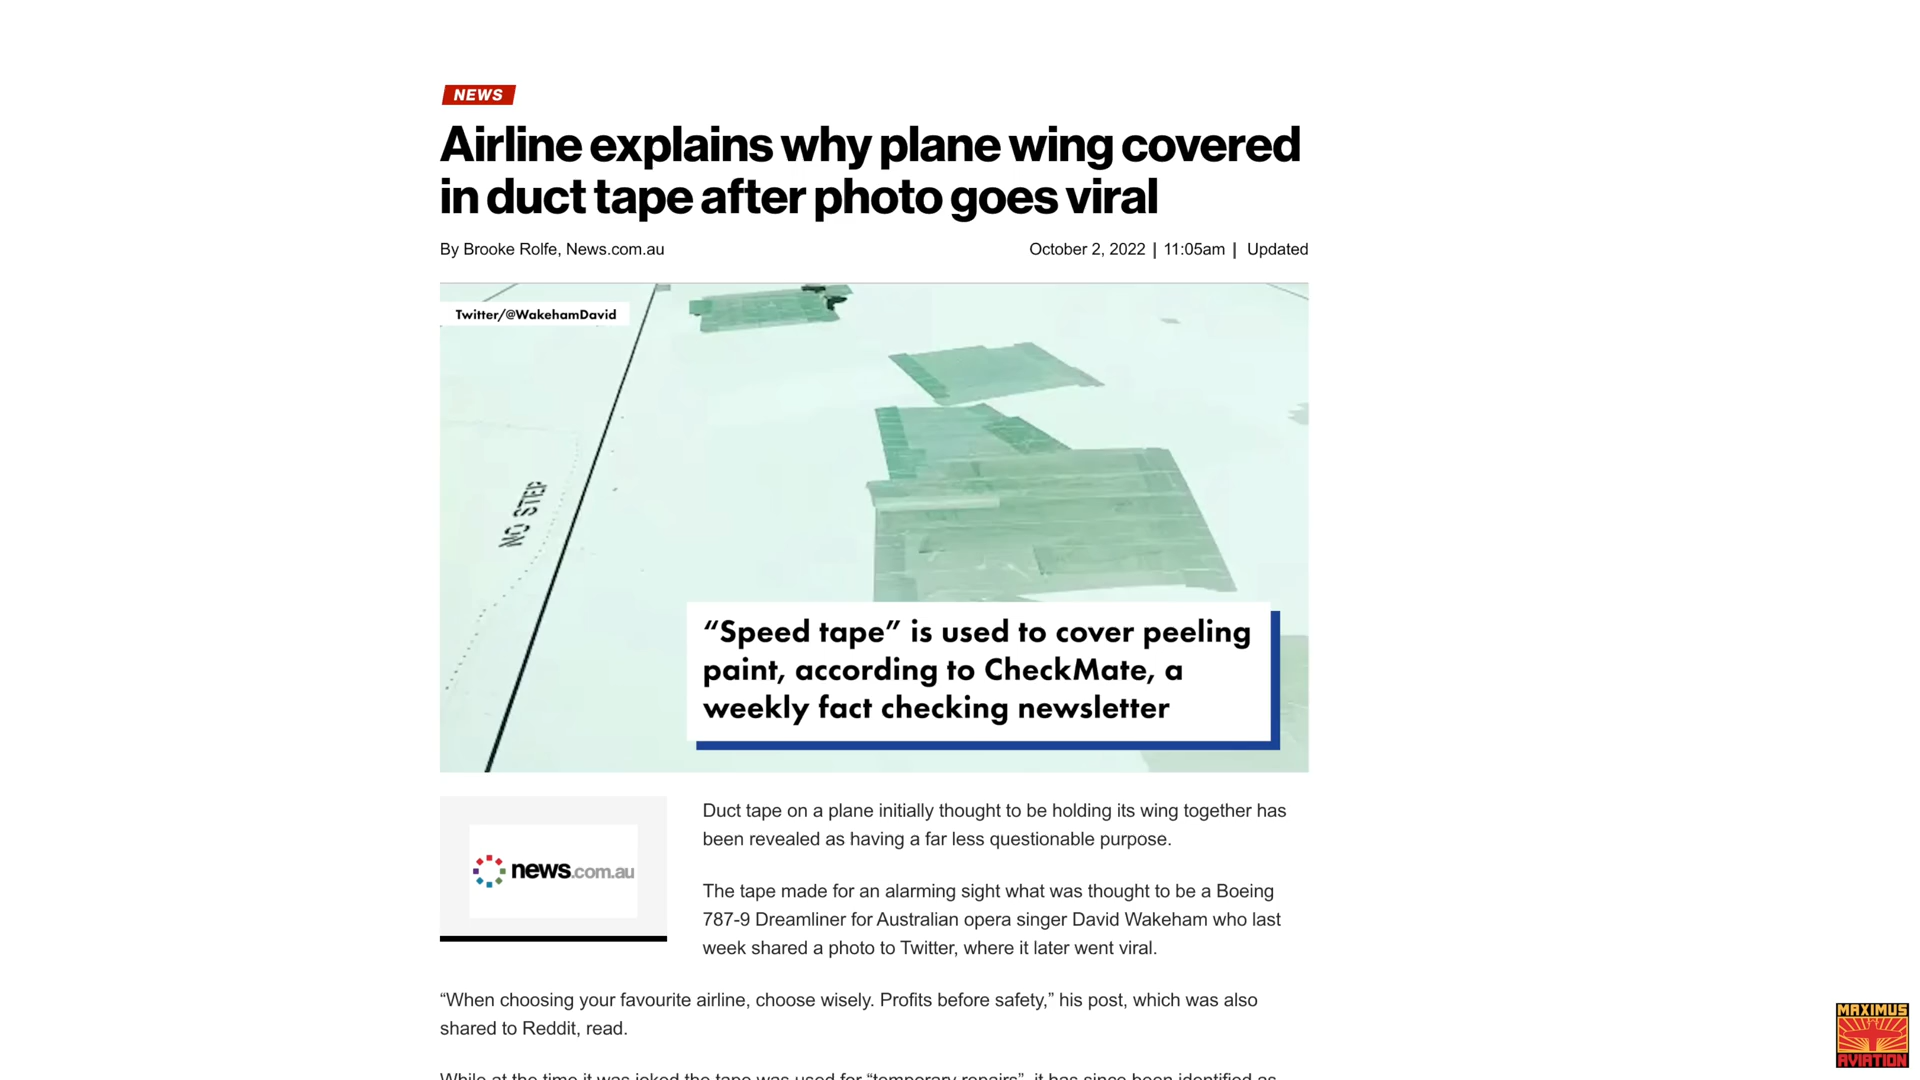 NEWS
Airline explains why plane wing covered
in duct tape after photo goes viral
By Brooke Rolfe, News.com.au
October 2, 2022 | 11:05am | Updated
Twitter/@WakehamDavid
NO STEP
“Speed tape” is used to cover peeling
paint, according to CheckMate, a
weekly fact checking newsletter
news.com.au
Duct tape on a plane initially thought to be holding its wing together has
been revealed as having a far less questionable purpose.
The tape made for an alarming sight what was thought to be a Boeing
787-9 Dreamliner for Australian opera singer David Wakeham who last
week shared a photo to Twitter, where it later went viral.
“When choosing your favourite airline, choose wisely. Profits before safety,” his post, which was also
shared to Reddit, read.
While at the time it was joked the tape was used for “temporary repairs”, it has since been identified as
MAXIMUS
AVIATION